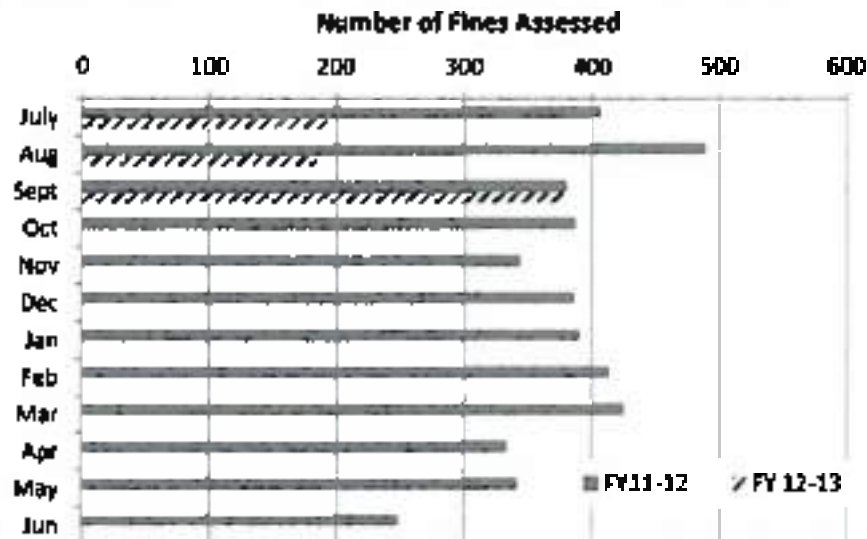 Number of Fines Assessed
0 100 200 300 400 500 600
July
Aug
Sept
Oct
Nov
Dec
Jan
Feb
Mar
Apr
May
Jun
FY11-12 FY 12-13